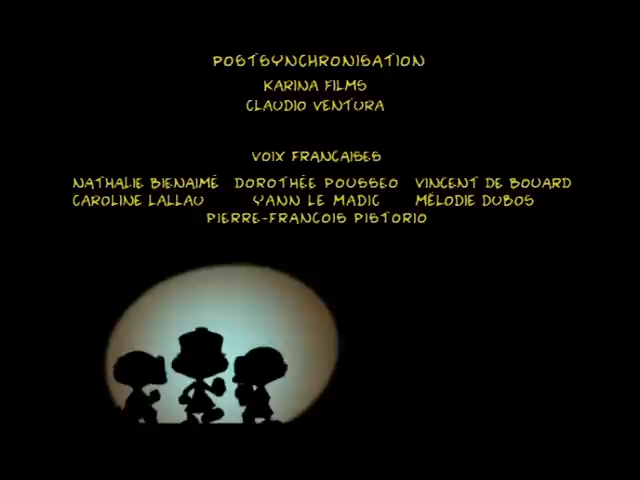 POSTSYNCHRONISATION
KARINA FILMS
CLAUDIO VENTURA
VOIX FRANCAISES
NATHALIE BIENAIMÉ DOROTHÉE POUSSEO VINCENT DE BOUARD
CAROLINE LALLAU YANN LE MADIC MÉLODIE DUBOS
PIERRE-FRANCOIS PISTORIO